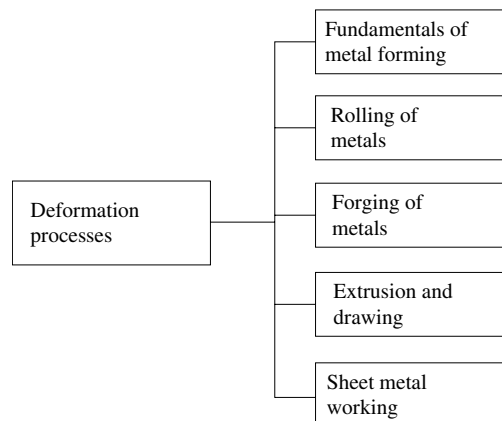 Fundamentals of
metal forming
Rolling of
metals
Deformation
processes
Forging of
metals
Extrusion and
drawing
Sheet metal
working